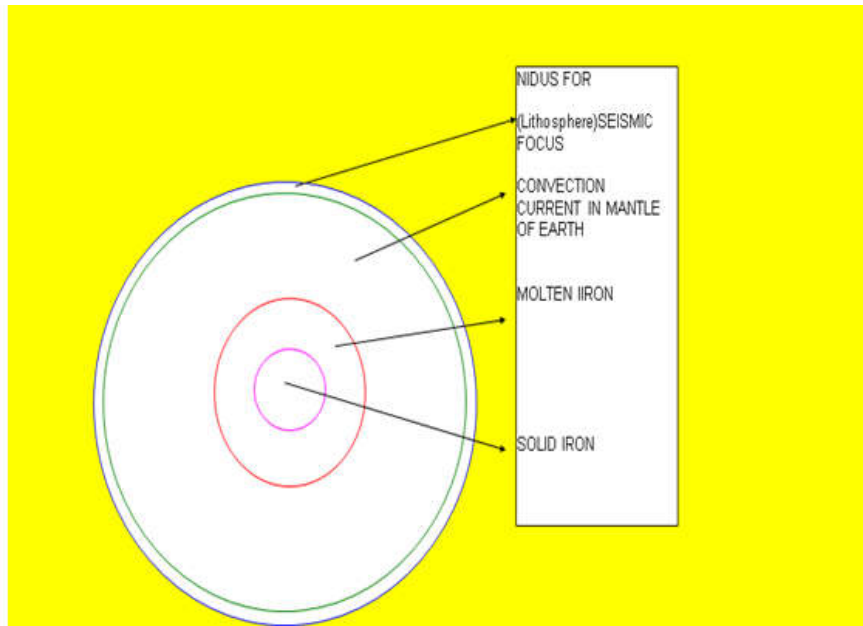 NIDUS FOR
(Lithosphere)SEISMIC
FOCUS
CONVECTION
CURRENT IN MANTLE
OF EARTH
MOLTEN IIRON
SOLID IRON